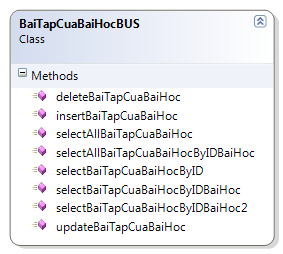 BaiTapCuaBaiHocBUS
Class
Methods
deleteBaiTapCuaBaiHoc
insertBaiTapCuaBaiHoc
selectAllBaiTapCuaBaiHoc
selectAllBaiTapCuaBaiHocByIDBaiHoc
selectBaiTapCuaBaiHocByID
selectBaiTapCuaBaiHocByIDBaiHoc
selectBaiTapCuaBaiHocByIDBaiHoc2
updateBaiTapCuaBaiHoc